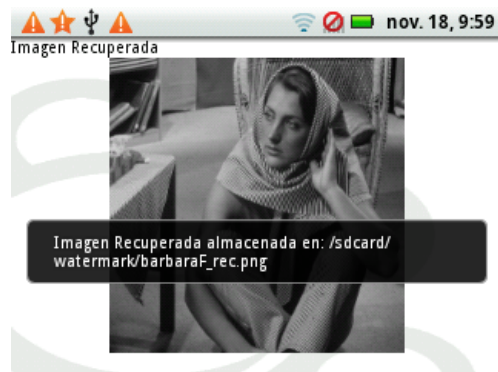 nov. 18, 9:59
Imagen Recuperada
Imagen Recuperada almacenada en: /sdcard/
watermark/barbaraF_rec.png